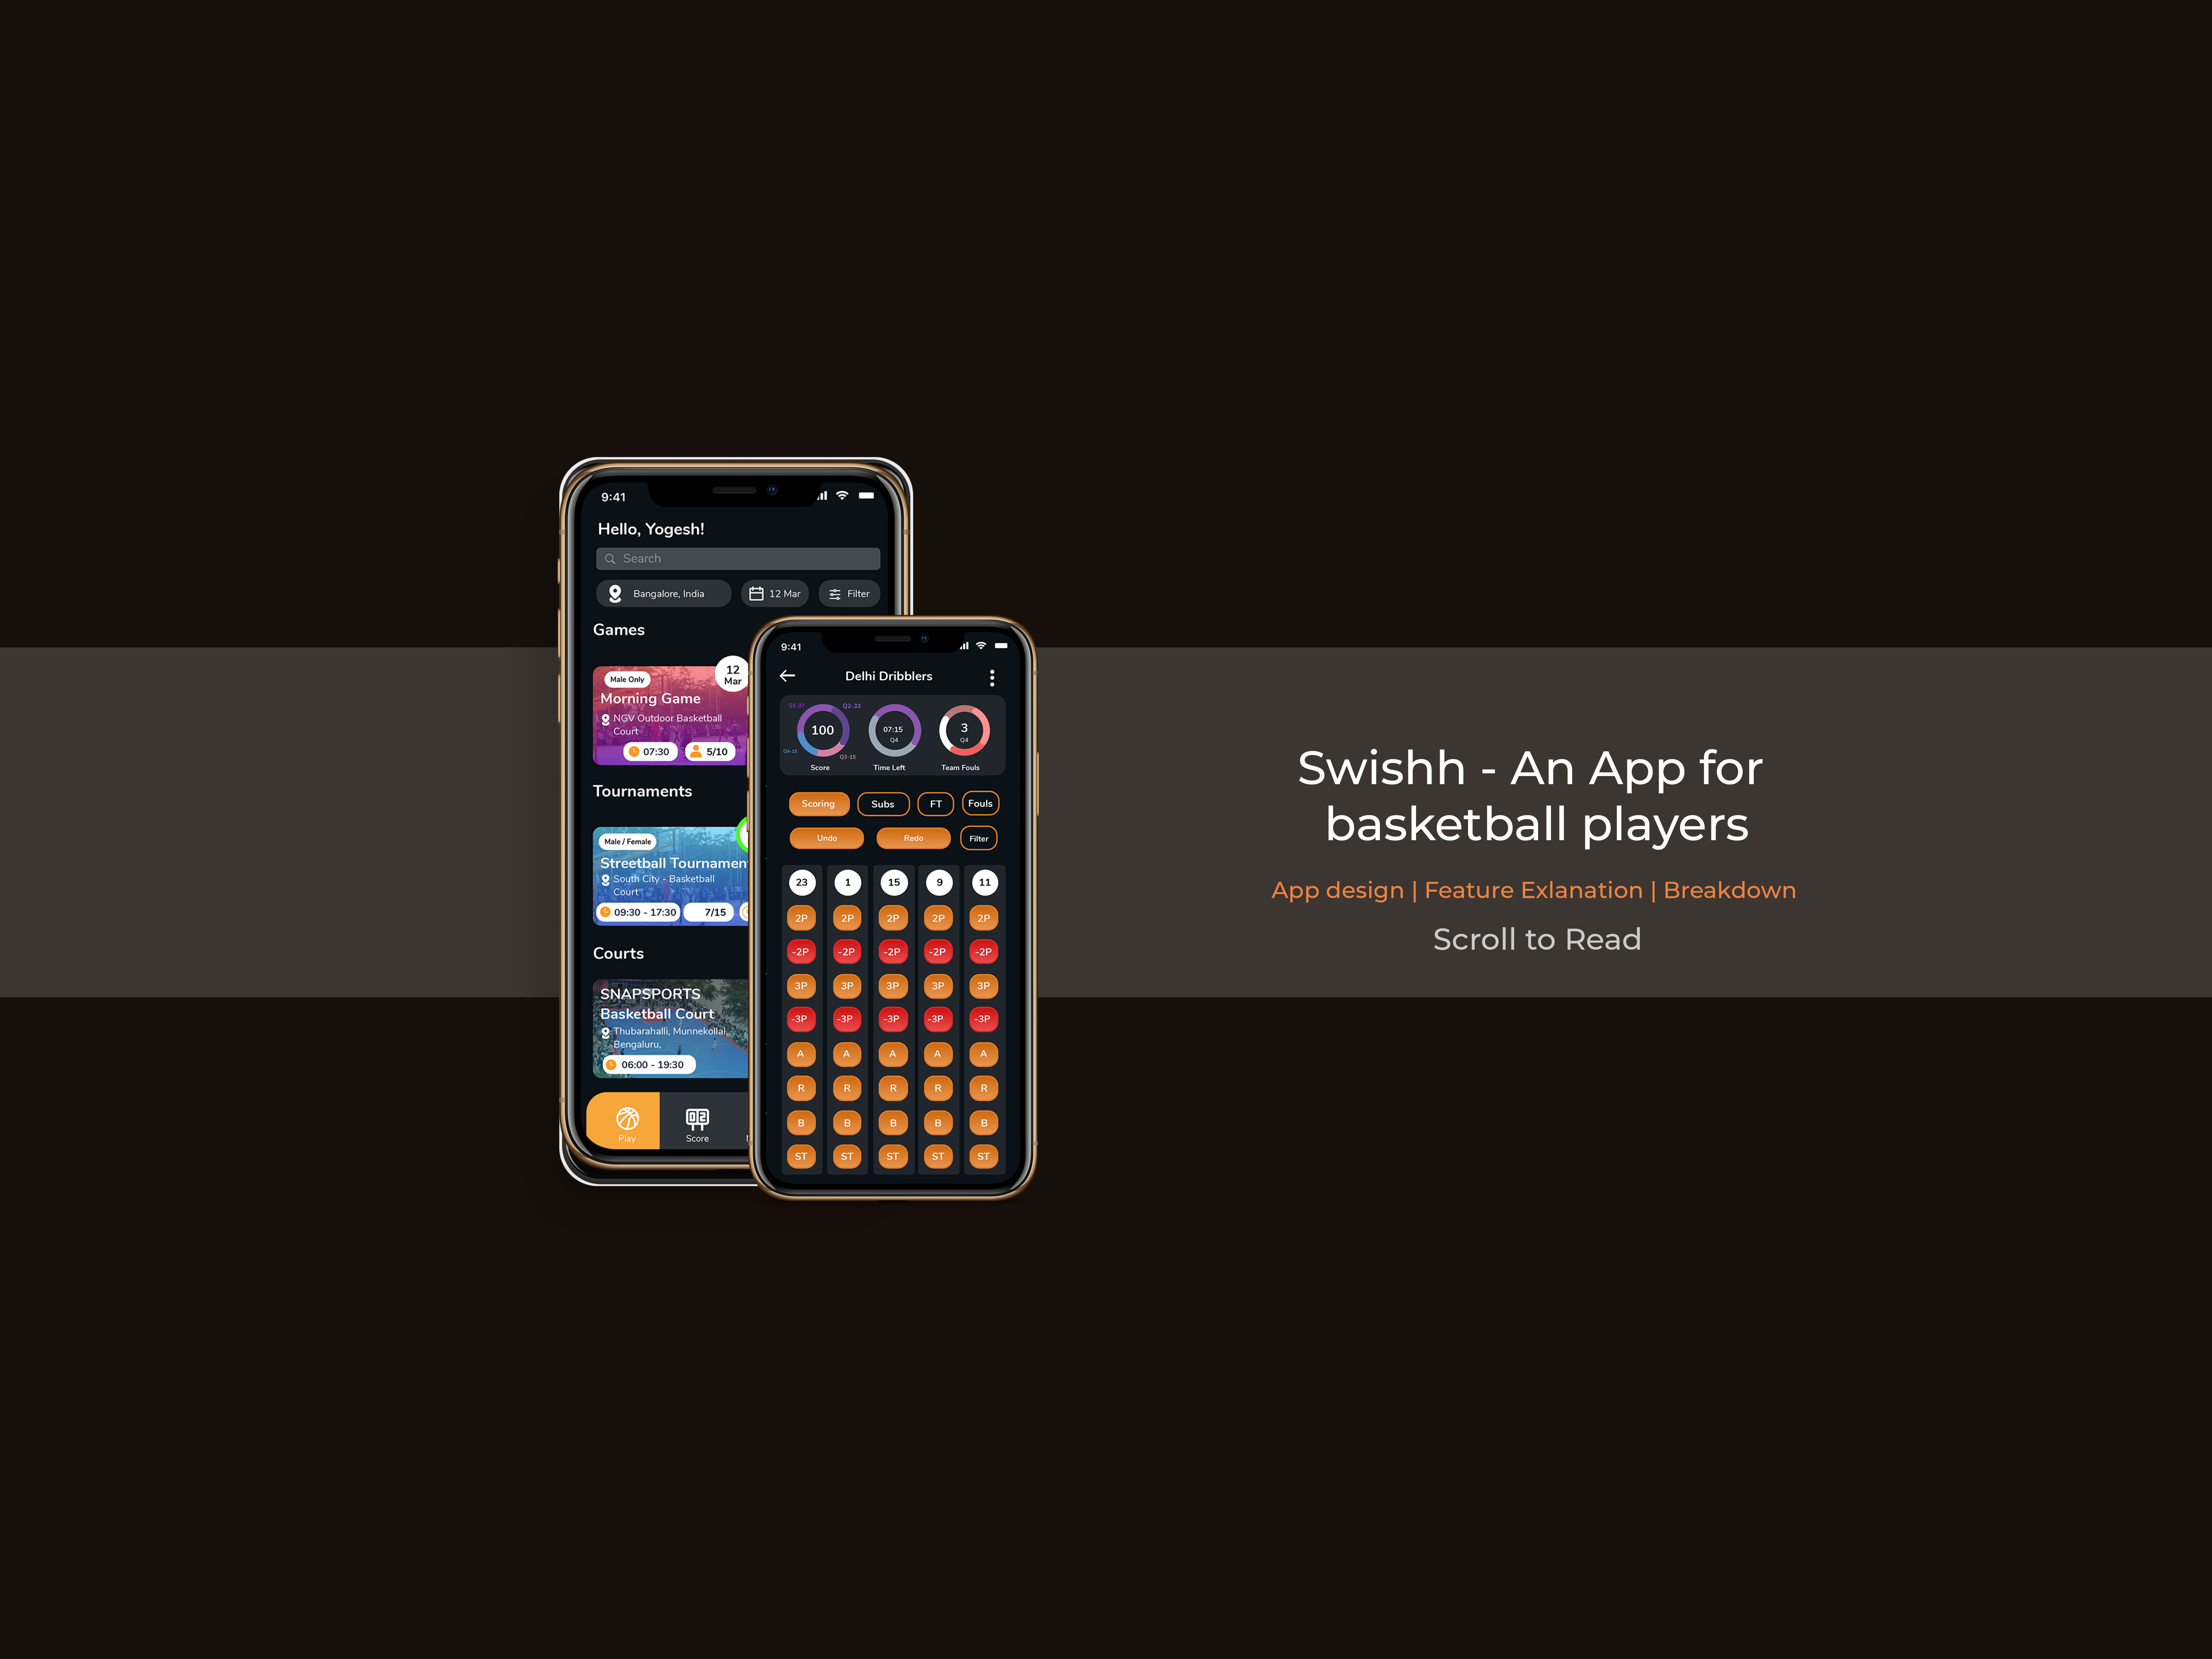 9:41
Hello, Yogesh!
Search
Bangalore, India
12 Mar
Filter
Games
12
Mar
Male Only
Morning Game
NGV Outdoor Basketball
Court
07:30
5/10
Tournaments
Male / Female
Streetball Tournament
South City - Basketball
Court
09:30 - 17:30
7/15
Courts
SNAPSPORTS
Basketball Court
Thubarahalli, Munnekollal,
Bengaluru,
06:00 - 19:30
Play
02
Score
9:41
Delhi Dribblers
Q1-37
Q2-33
100
Q4-15
Q3-15
Score
07:15
Q4
Time Left
3
Q4
Team Fouls
Scoring Subs FT Fouls
Undo Redo Filter
23 1 15 9 11
2P 2P 2P 2P 2P
-2P -2P -2P -2P -2P
3P 3P 3P 3P 3P
-3P -3P -3P -3P -3P
A A A A A
R R R R R
B B B B B
ST ST ST ST ST
Swishh - An App for
basketball players
App design | Feature Exlanation | Breakdown
Scroll to Read